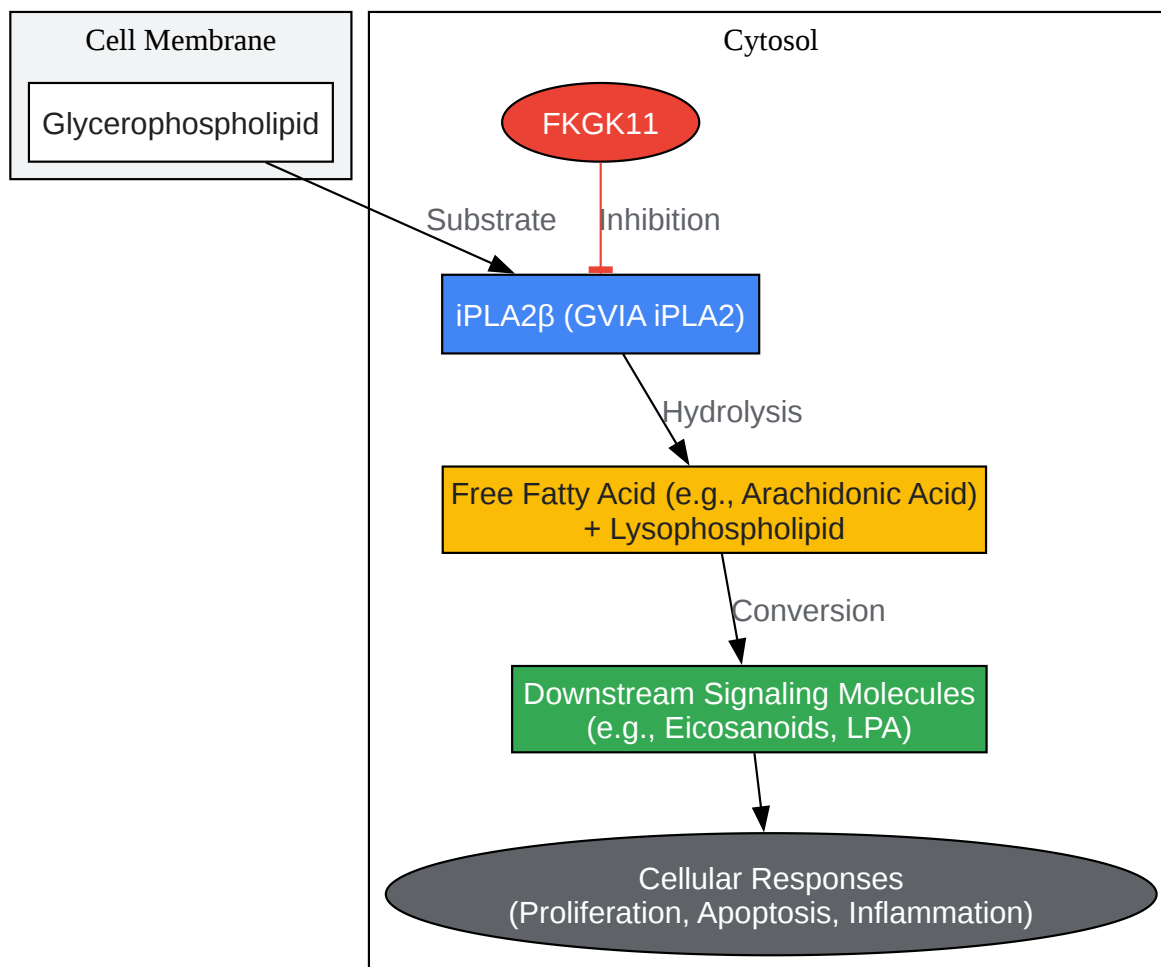 Cell Membrane
Cytosol
Glycerophospholipid
FKGK11
Substrate
Inhibition
iPLA2β (GVIA iPLA2)
Hydrolysis
Free Fatty Acid (e.g., Arachidonic Acid)
+ Lysophospholipid
Conversion
Downstream Signaling Molecules
(e.g., Eicosanoids, LPA)
Cellular Responses
(Proliferation, Apoptosis, Inflammation)